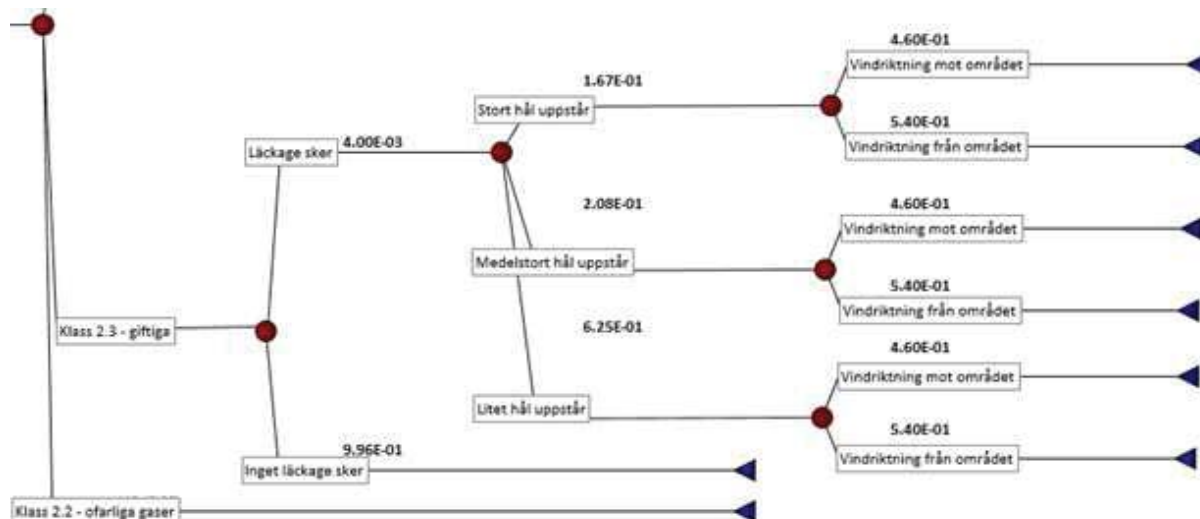 4.60E-01
Vindriktning mot området
1.67E-01
Stort hål uppstår
5.40E-01
Vindriktning från området
Läckage sker
4.00E-03
2.08E-01
4.60E-01
Vindriktning mot området
Medelstort hål uppstår
5.40E-01
Vindriktning från området
Klass 2.3 - giftiga
6.25E-01
4.60E-01
Vindriktning mot området
Litet hål uppstår
5.40E-01
Vindriktning från området
9.96E-01
Inget läckage sker
Klass 2.2 - ofarliga gaser